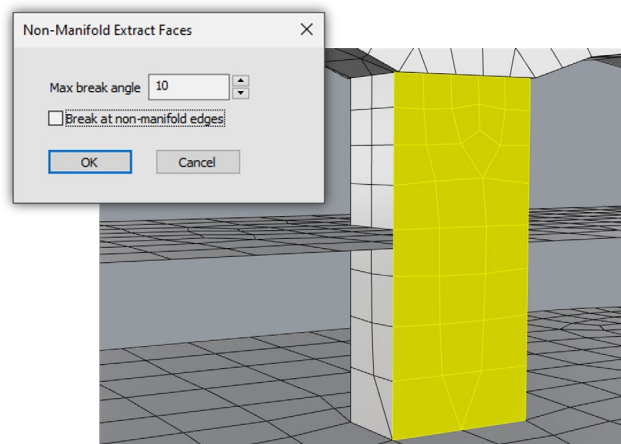 Non-Manifold Extract Faces
Max break angle 10
Break at non-manifold edges
OK Cancel